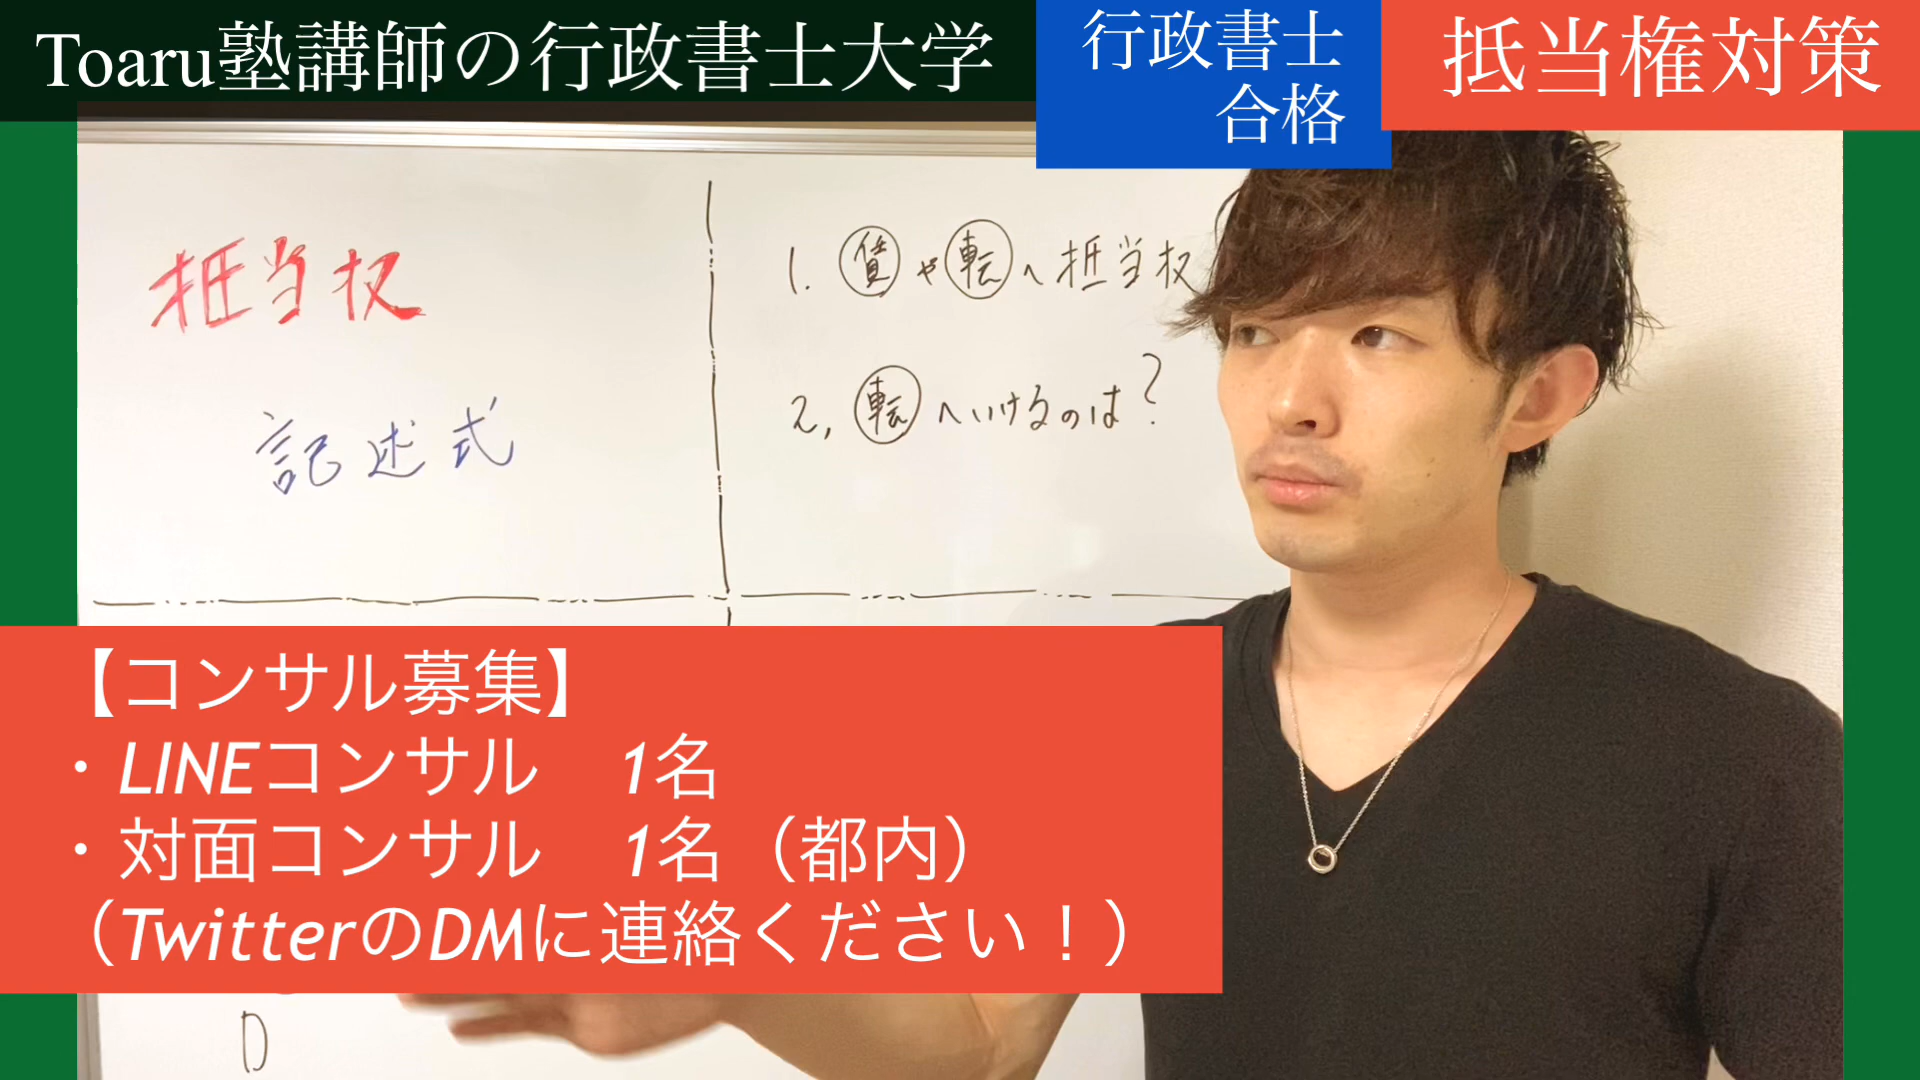 Toaru塾講師の行政書士大学
行政書士
合格
抵当権対策
抵当权
記述式
1. 賃や転へ抵当权
2, 転へいけるのは?
【コンサル募集】
・LINEコンサル　1名
・対面コンサル　1名（都内）
（TwitterのDMに連絡ください！）
D